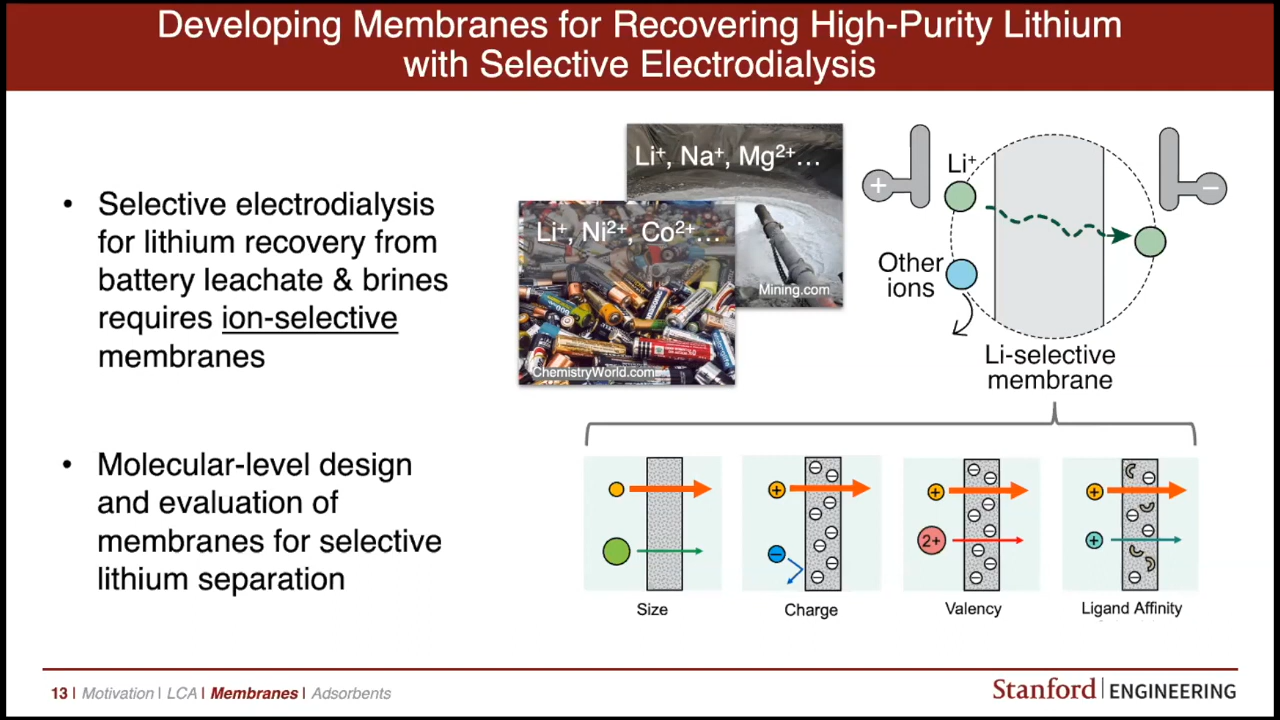 Developing Membranes for Recovering High-Purity Lithium
with Selective Electrodialysis
• Selective electrodialysis
for lithium recovery from
battery leachate & brines
requires ion-selective
membranes
• Molecular-level design
and evaluation of
membranes for selective
lithium separation
Li⁺, Na⁺, Mg²⁺...
Mining.com
Li⁺, Ni²⁺, Co²⁺...
ChemistryWorld.com
+
Li⁺
−
Other
ions
Li-selective
membrane
Size
+
−
Charge
+
2+
Valency
+
+
Ligand Affinity
13 | Motivation | LCA | Membranes | Adsorbents
Stanford | ENGINEERING